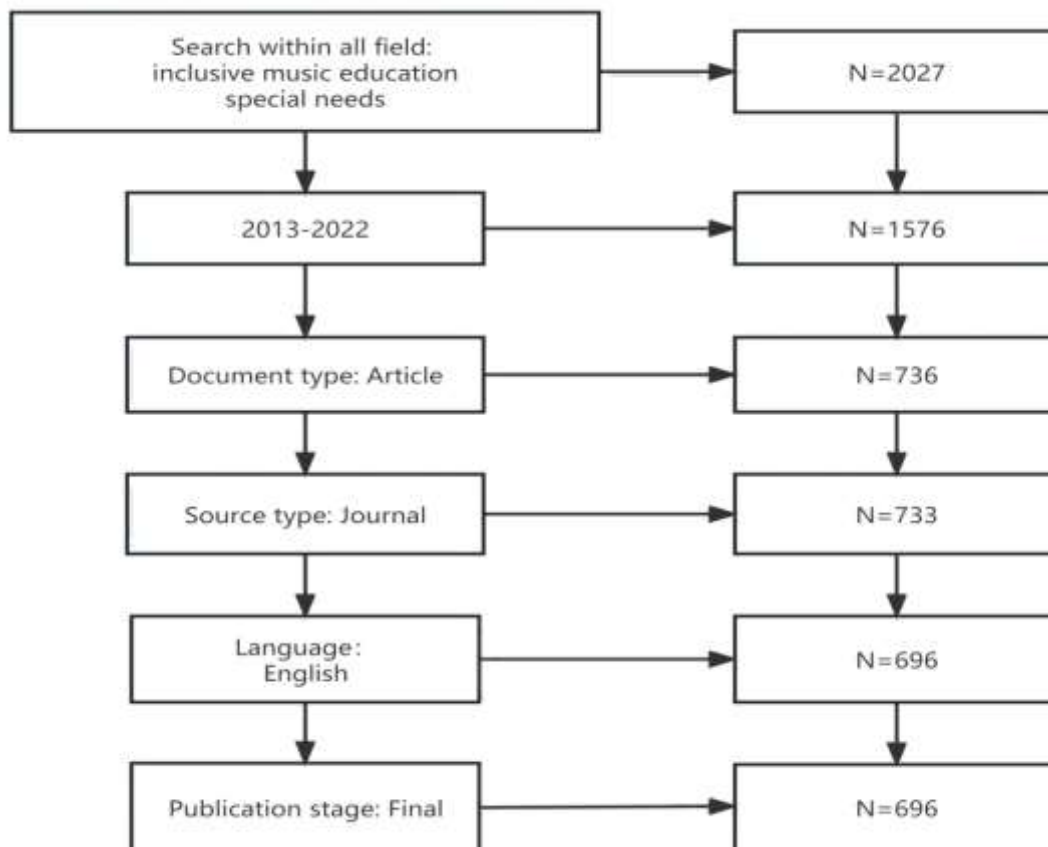 Search within all field:
inclusive music education
special needs
N=2027
2013-2022
N=1576
Document type: Article
N=736
Source type: Journal
N=733
Language:
English
N=696
Publication stage: Final
N=696